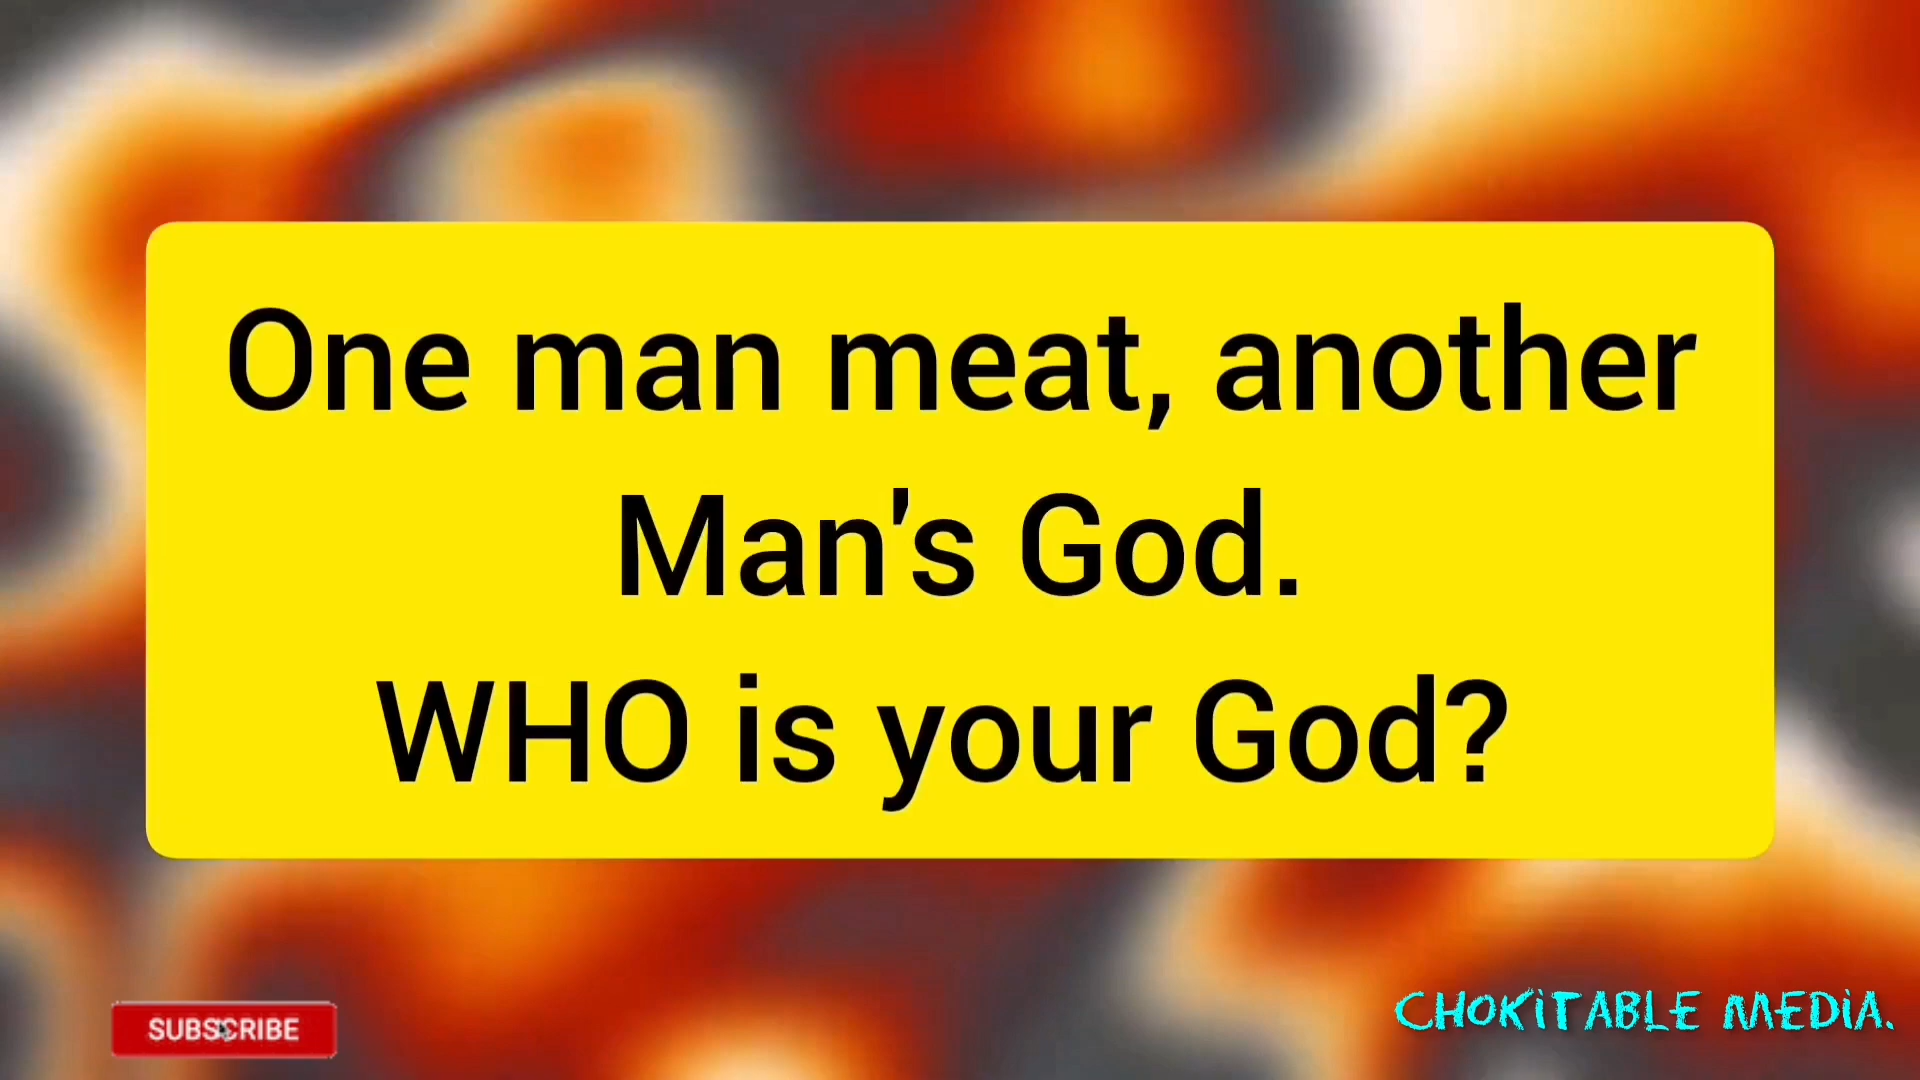 One man meat, another
Man's God.
WHO is your God?
SUBSCRIBE
CHOKiTABLE MEDiA.